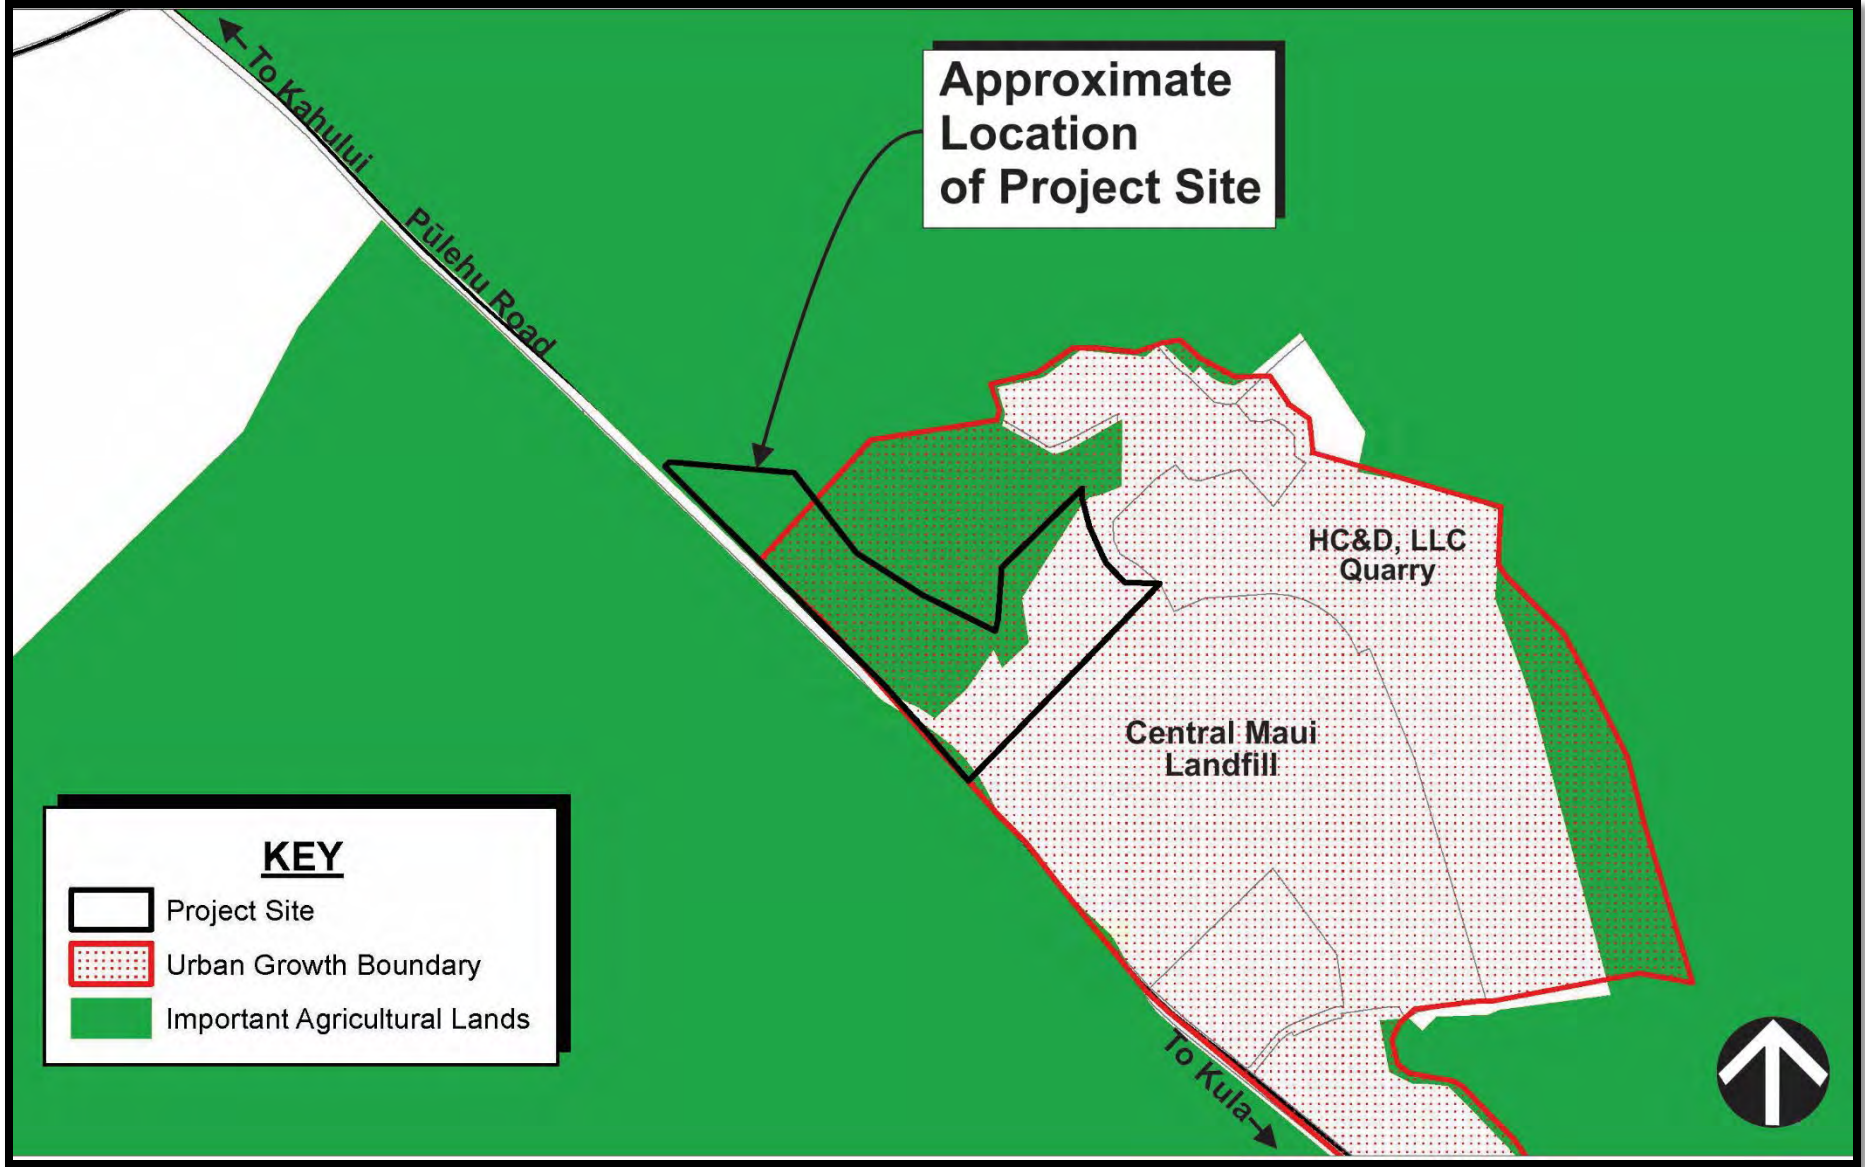 To Kahului
Pūlehu Road
Approximate
Location
of Project Site
HC&D, LLC
Quarry
Central Maui
Landfill
KEY
Project Site
Urban Growth Boundary
Important Agricultural Lands
To Kula